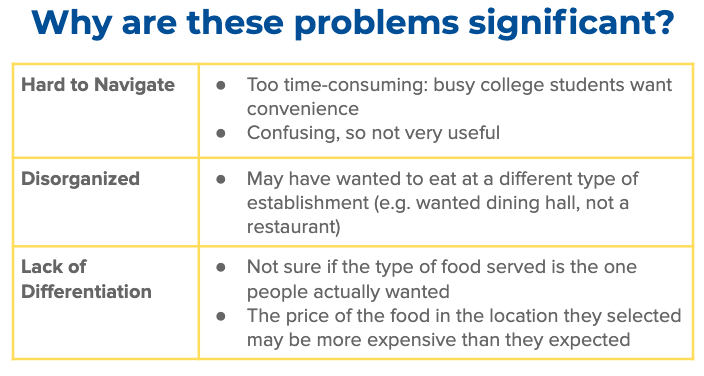 Why are these problems significant?
Hard to Navigate
● Too time-consuming: busy college students want
convenience
● Confusing, so not very useful
Disorganized
● May have wanted to eat at a different type of
establishment (e.g. wanted dining hall, not a
restaurant)
Lack of
Differentiation
● Not sure if the type of food served is the one
people actually wanted
● The price of the food in the location they selected
may be more expensive than they expected